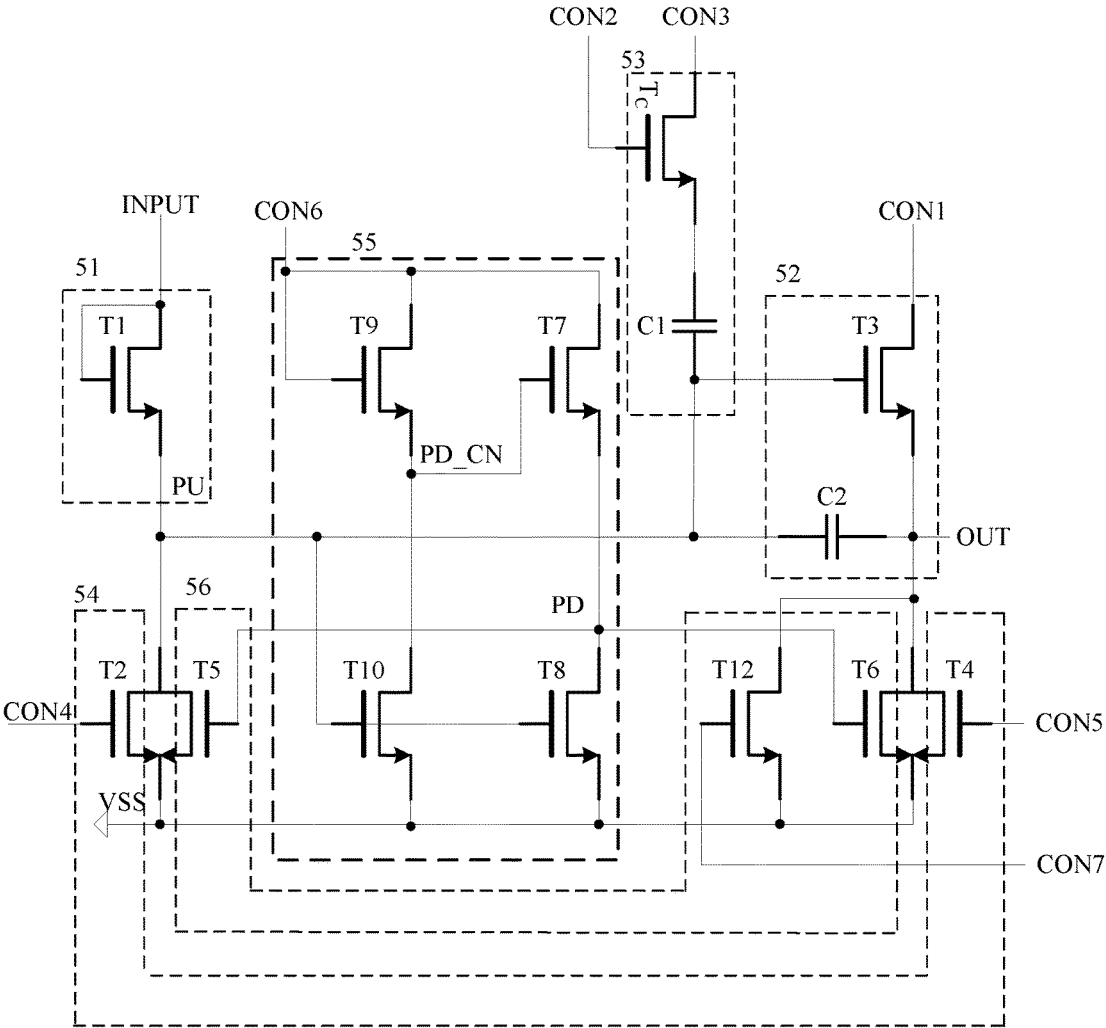 CON2 CON3
53
Tc
INPUT CON6 CON1
55
51 52
T1 T9 T7 C1 T3
PD_CN
PU C2
OUT
54 56 PD
T2 T5 T10 T8 T12 T6 T4
CON4 CON5
VSS
CON7